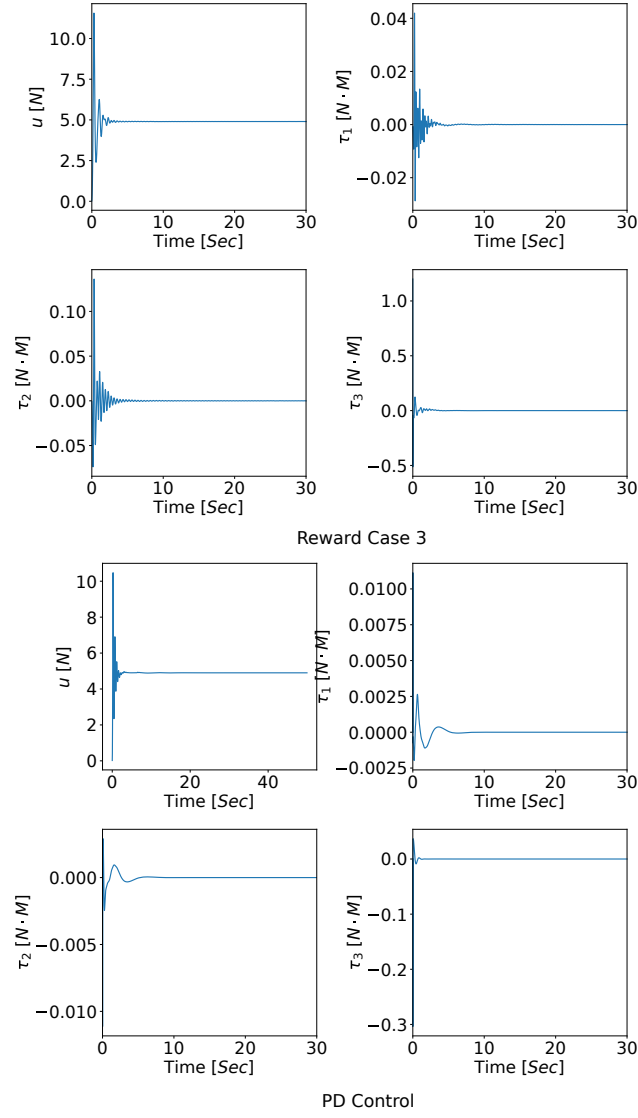 u [N]
10.0
7.5
5.0
2.5
0.0
0 10 20 30
Time [Sec]
τ₁ [N · M]
0.04
0.02
0.00
−0.02
0 10 20 30
Time [Sec]
τ₂ [N · M]
0.10
0.05
0.00
−0.05
0 10 20 30
Time [Sec]
τ₃ [N · M]
1.0
0.5
0.0
−0.5
0 10 20 30
Time [Sec]
Reward Case 3
u [N]
10
8
6
4
2
0
0 20 40
Time [Sec]
τ₁ [N · M]
0.0100
0.0075
0.0050
0.0025
0.0000
−0.0025
0 10 20 30
Time [Sec]
τ₂ [N · M]
0.000
−0.005
−0.010
0 10 20 30
Time [Sec]
τ₃ [N · M]
0.0
−0.1
−0.2
−0.3
0 10 20 30
Time [Sec]
PD Control